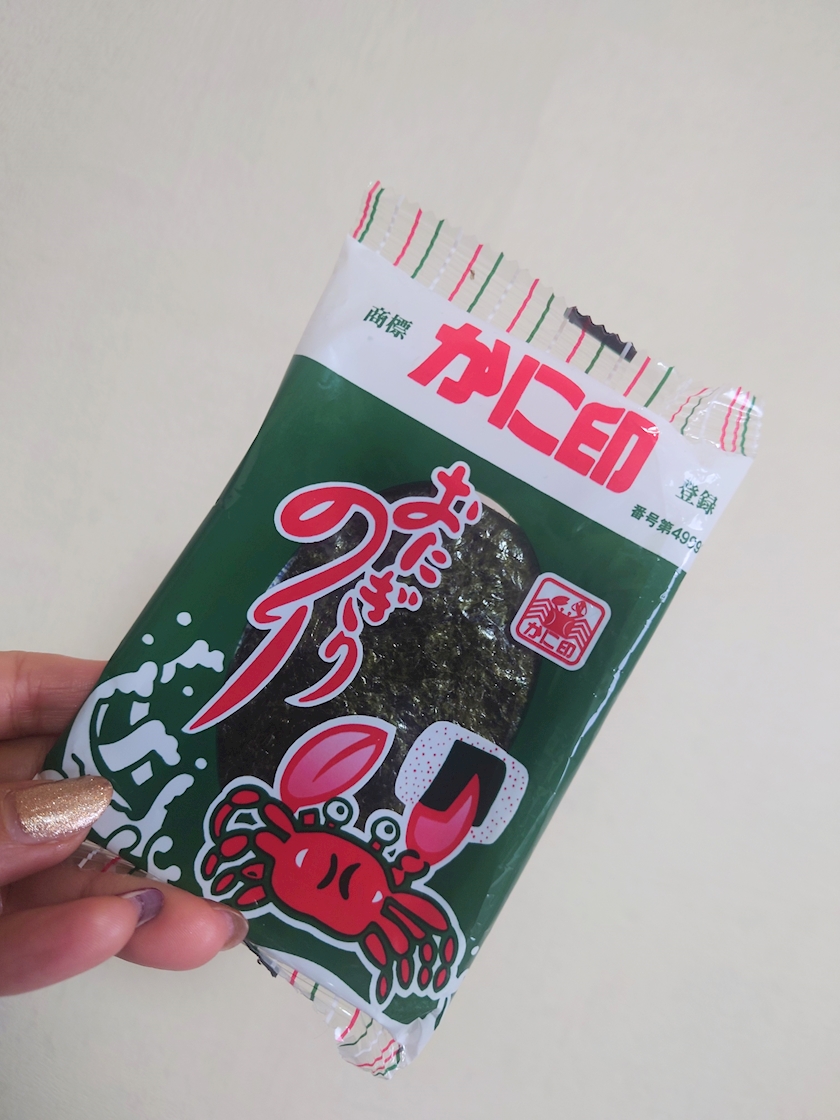 商標
かに印
登録
番号第499
おにぎり
のり
かに印